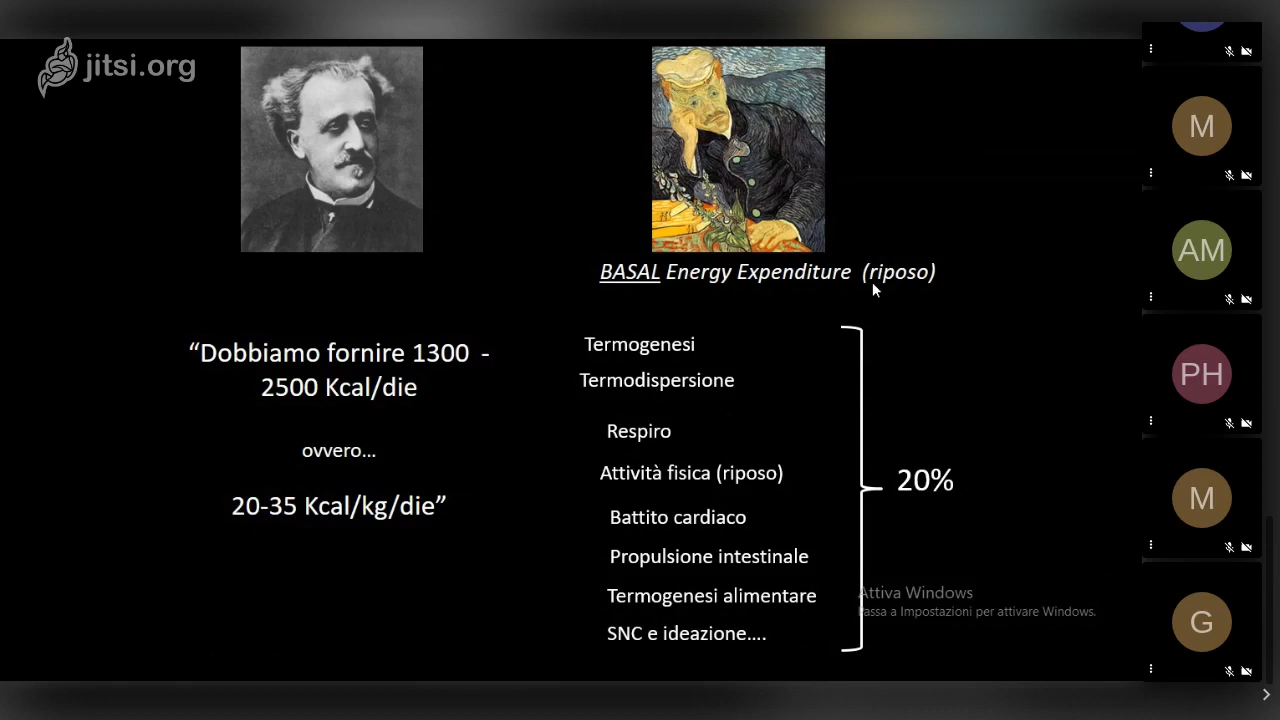 jitsi.org
BASAL Energy Expenditure (riposo)
“Dobbiamo fornire 1300 -
2500 Kcal/die
ovvero...
20-35 Kcal/kg/die”
Termogenesi
Termodispersione
Respiro
Attività fisica (riposo)
Battito cardiaco
Propulsione intestinale
Termogenesi alimentare
SNC e ideazione....
20%
Attiva Windows
Passa a Impostazioni per attivare Windows.
M
AM
PH
M
G